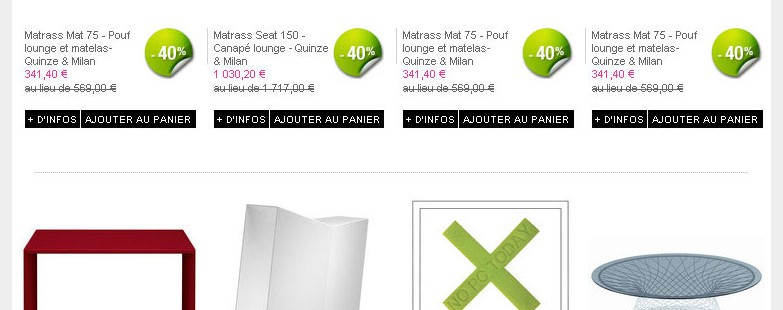 Matrass Mat 75 - Pouf
lounge et matelas-
Quinze & Milan
341,40 €
au lieu de 569,00 €
- 40%
+ D'INFOS
AJOUTER AU PANIER
Matrass Seat 150 -
Canapé lounge - Quinze
& Milan
1 030,20 €
au lieu de 1 717,00 €
- 40%
+ D'INFOS
AJOUTER AU PANIER
Matrass Mat 75 - Pouf
lounge et matelas-
Quinze & Milan
341,40 €
au lieu de 569,00 €
- 40%
+ D'INFOS
AJOUTER AU PANIER
Matrass Mat 75 - Pouf
lounge et matelas-
Quinze & Milan
341,40 €
au lieu de 569,00 €
- 40%
+ D'INFOS
AJOUTER AU PANIER
NO PC TODAY